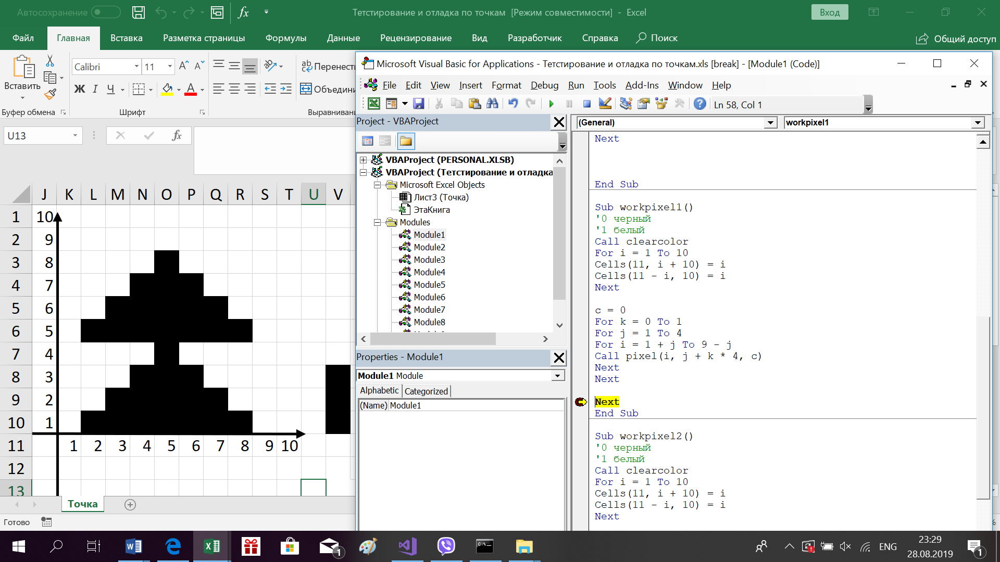 Автосохранение
Тетстирование и отладка по точкам [Режим совместимости] - Excel
Вход
Файл Главная Вставка Разметка страницы Формулы Данные Рецензирование Вид Разработчик Справка Поиск Общий доступ
Вставить
Calibri 11
Ж К Ч
Перенест
Объедини
Буфер обмена Шрифт Выравниван
U13
fx
J K L M N O P Q R S T U V
1 10
2 9
3 8
4 7
5 6
6 5
7 4
8 3
9 2
10 1
11 1 2 3 4 5 6 7 8 9 10
12
13
Точка
Готово
Microsoft Visual Basic for Applications - Тетстирование и отладка по точкам.xls [break] - [Module1 (Code)]
File Edit View Insert Format Debug Run Tools Add-Ins Window Help
Ln 58, Col 1
Project - VBAProject
VBAProject (PERSONAL.XLSB)
VBAProject (Тетстирование и отладка
Microsoft Excel Objects
Лист3 (Точка)
ЭтаКнига
Modules
Module1
Module2
Module3
Module4
Module5
Module6
Module7
Module8
Properties - Module1
Module1 Module
Alphabetic Categorized
(Name) Module1
(General) workpixel1
Next
End Sub
Sub workpixel1()
'0 черный
'1 белый
Call clearcolor
For i = 1 To 10
Cells(11, i + 10) = i
Cells(11 - i, 10) = i
Next
c = 0
For k = 0 To 1
For j = 1 To 4
For i = 1 + j To 9 - j
Call pixel(i, j + k * 4, c)
Next
Next
Next
End Sub
Sub workpixel2()
'0 черный
'1 белый
Call clearcolor
For i = 1 To 10
Cells(11, i + 10) = i
Cells(11 - i, 10) = i
Next
1
ENG
23:29
28.08.2019
1